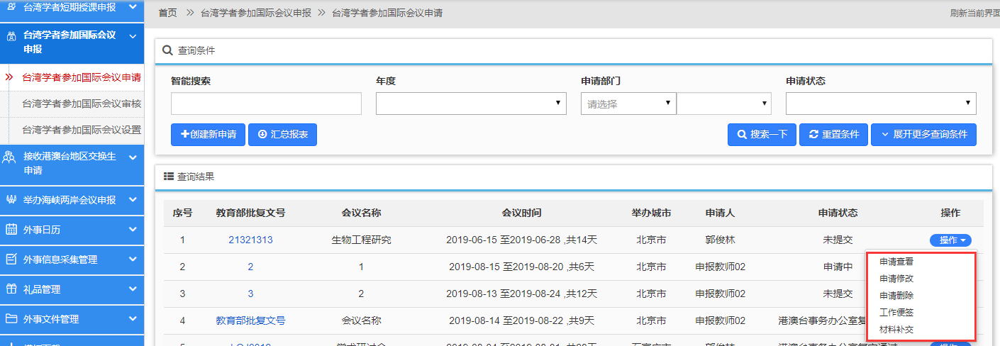 台湾学者短期授课申报
台湾学者参加国际会议
申报
台湾学者参加国际会议申请
台湾学者参加国际会议审核
台湾学者参加国际会议设置
接收港澳台地区交换生
申请
举办海峡两岸会议申报
外事日历
外事信息采集管理
礼品管理
外事文件管理
首页 >> 台湾学者参加国际会议申报 >> 台湾学者参加国际会议申请
刷新当前界面
查询条件
智能搜索 年度 申请部门 申请状态
请选择
创建新申请 汇总报表 搜索一下 重置条件 展开更多查询条件
查询结果
序号 教育部批复文号 会议名称 会议时间 举办城市 申请人 申请状态 操作
1 21321313 生物工程研究 2019-06-15 至2019-06-28 ,共14天 北京市 郭俊林 未提交 操作
2 2 1 2019-08-15 至2019-08-20 ,共6天 北京市 申报教师02 申请中
3 3 2 2019-08-13 至2019-08-24 ,共12天 北京市 申报教师02 未提交
4 教育部批复文号 会议名称 2019-08-14 至2019-08-22 ,共9天 北京市 申报教师02 港澳台事务办公室
申请查看
申请修改
申请删除
工作便签
材料补交